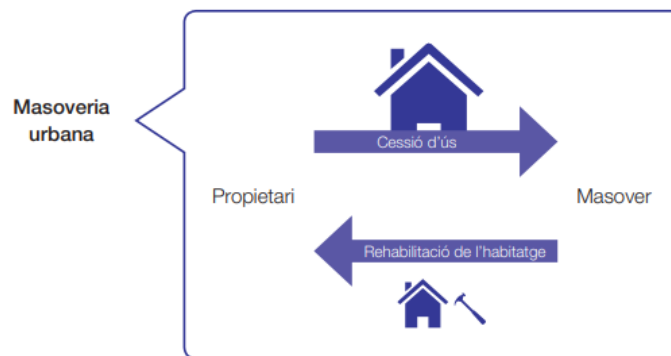 Masoveria
urbana
Cessió d'ús
Propietari
Masover
Rehabilitació de l'habitatge